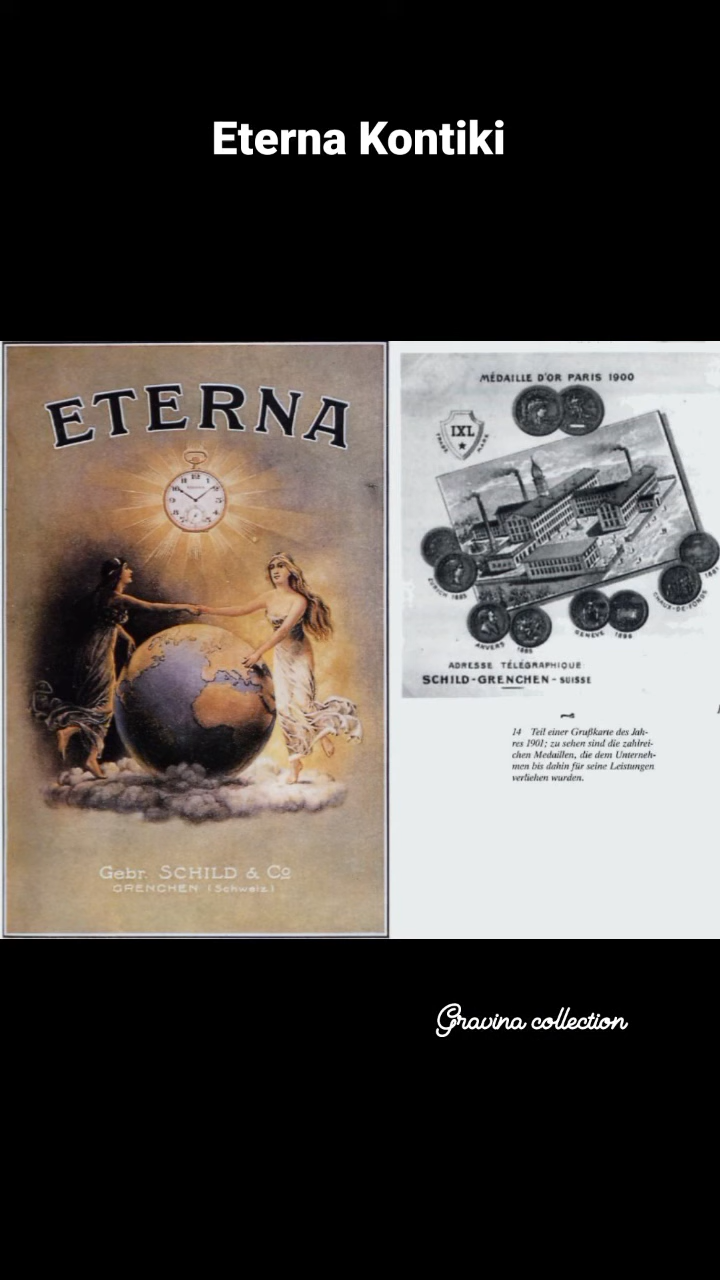 Eterna Kontiki
ETERNA
Gebr. SCHILD & Co
GRENCHEN (Schweiz)
MÉDAILLE D'OR PARIS 1900
TRADE MARK
IXL
ZURICH 1883
ANVERS 1885
GENÈVE 1896
CHAUX-DE-FONDS 1881
ADRESSE TÉLÉGRAPHIQUE
SCHILD-GRENCHEN-SUISSE
14 Teil einer Grußkarte des Jah-
res 1901; zu sehen sind die zahlrei-
chen Medaillen, die dem Unterneh-
men bis dahin für seine Leistungen
verliehen wurden.
Gravina collection